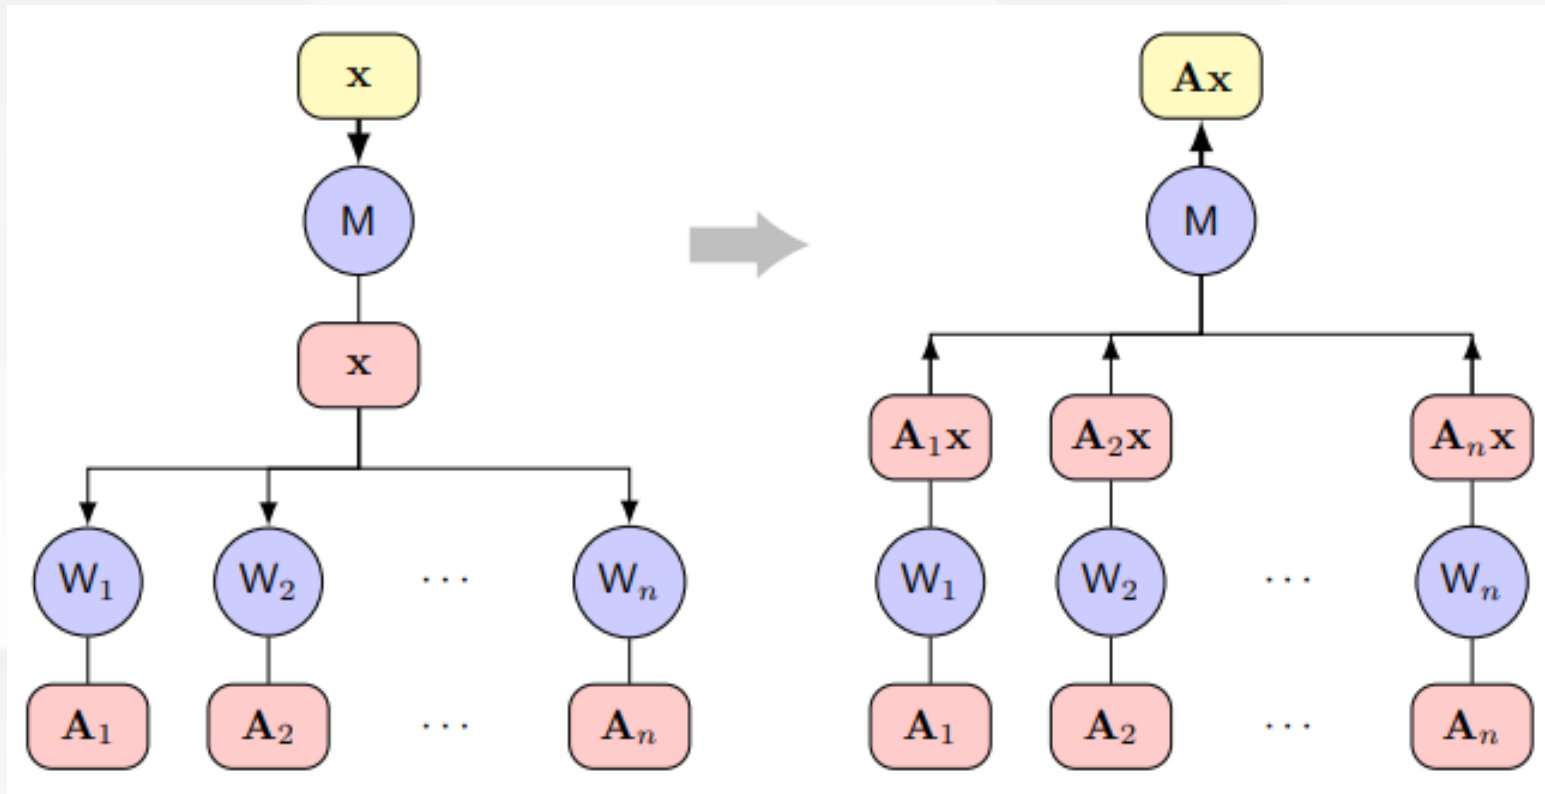 x
M
x
W₁ W₂ ··· Wₙ
A₁ A₂ ··· Aₙ
Ax
M
A₁x A₂x Aₙx
W₁ W₂ ··· Wₙ
A₁ A₂ ··· Aₙ